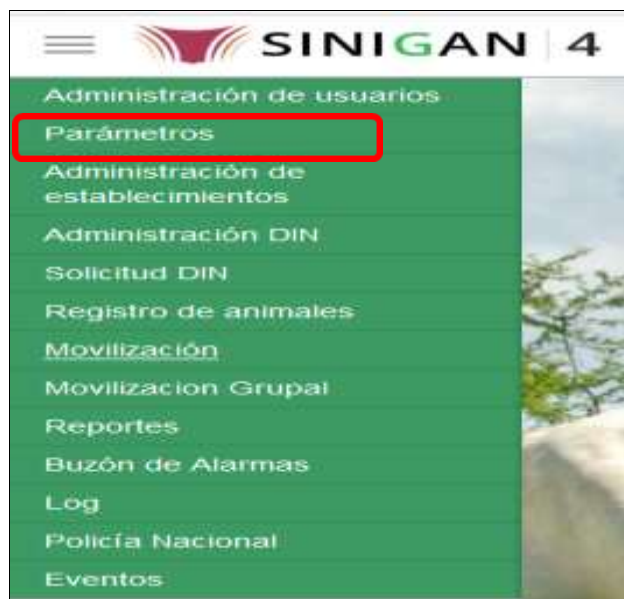 SINIGAN 4
Administración de usuarios
Parámetros
Administración de
establecimientos
Administración DIN
Solicitud DIN
Registro de animales
Movilización
Movilizacion Grupal
Reportes
Buzón de Alarmas
Log
Policía Nacional
Eventos